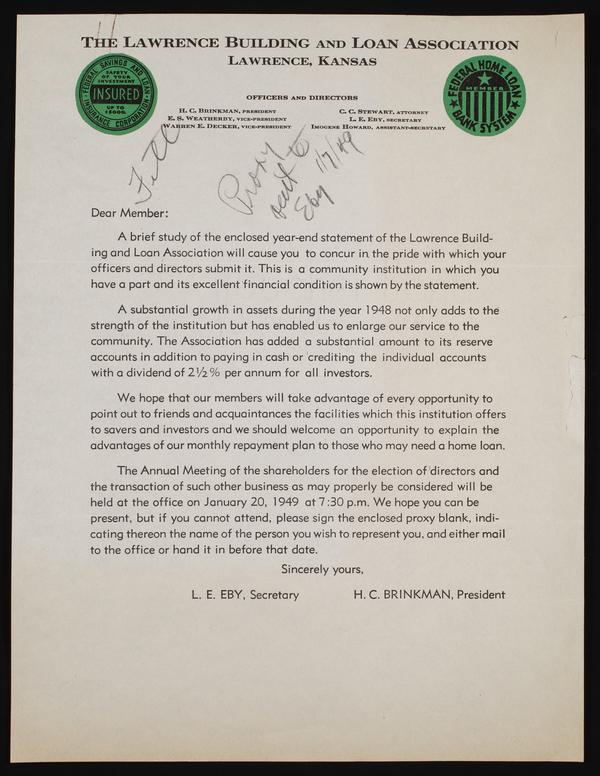 THE LAWRENCE BUILDING AND LOAN ASSOCIATION
LAWRENCE, KANSAS
FEDERAL SAVINGS AND LOAN INSURANCE CORPORATION
SAFETY
OF YOUR
INVESTMENT
INSURED
UP TO
$5000.
FEDERAL HOME LOAN BANK SYSTEM
MEMBER
OFFICERS AND DIRECTORS
H. C. BRINKMAN, PRESIDENT
E. S. WEATHERBY, VICE-PRESIDENT
WARREN E. DECKER, VICE-PRESIDENT
C. C. STEWART, ATTORNEY
L. E. EBY, SECRETARY
IMOGENE HOWARD, ASSISTANT-SECRETARY
Proxy
sent to
Eby
1/7/49
Dear Member:
A brief study of the enclosed year-end statement of the Lawrence Build-
ing and Loan Association will cause you to concur in the pride with which your
officers and directors submit it. This is a community institution in which you
have a part and its excellent financial condition is shown by the statement.
A substantial growth in assets during the year 1948 not only adds to the
strength of the institution but has enabled us to enlarge our service to the
community. The Association has added a substantial amount to its reserve
accounts in addition to paying in cash or crediting the individual accounts
with a dividend of 2½% per annum for all investors.
We hope that our members will take advantage of every opportunity to
point out to friends and acquaintances the facilities which this institution offers
to savers and investors and we should welcome an opportunity to explain the
advantages of our monthly repayment plan to those who may need a home loan.
The Annual Meeting of the shareholders for the election of directors and
the transaction of such other business as may properly be considered will be
held at the office on January 20, 1949 at 7:30 p.m. We hope you can be
present, but if you cannot attend, please sign the enclosed proxy blank, indi-
cating thereon the name of the person you wish to represent you, and either mail
to the office or hand it in before that date.
Sincerely yours,
L. E. EBY, Secretary H. C. BRINKMAN, President